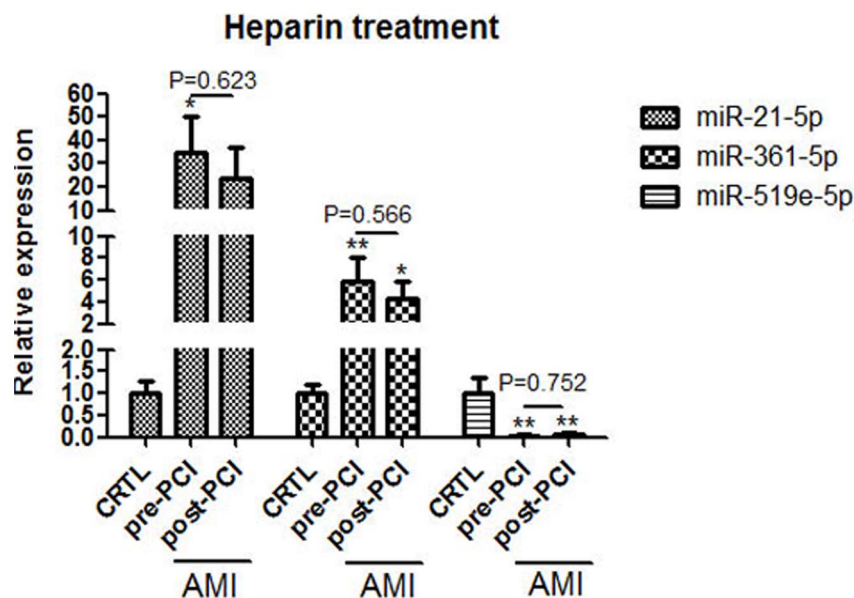 Heparin treatment
P=0.623
*
60
50
40
30
20
10
10
8
6
4
2
2.0
1.5
1.0
0.5
0.0
Relative expression
P=0.566
**
*
P=0.752
**
**
miR-21-5p
miR-361-5p
miR-519e-5p
CRTL
pre-PCI
post-PCI
CRTL
pre-PCI
post-PCI
CRTL
pre-PCI
post-PCI
AMI
AMI
AMI